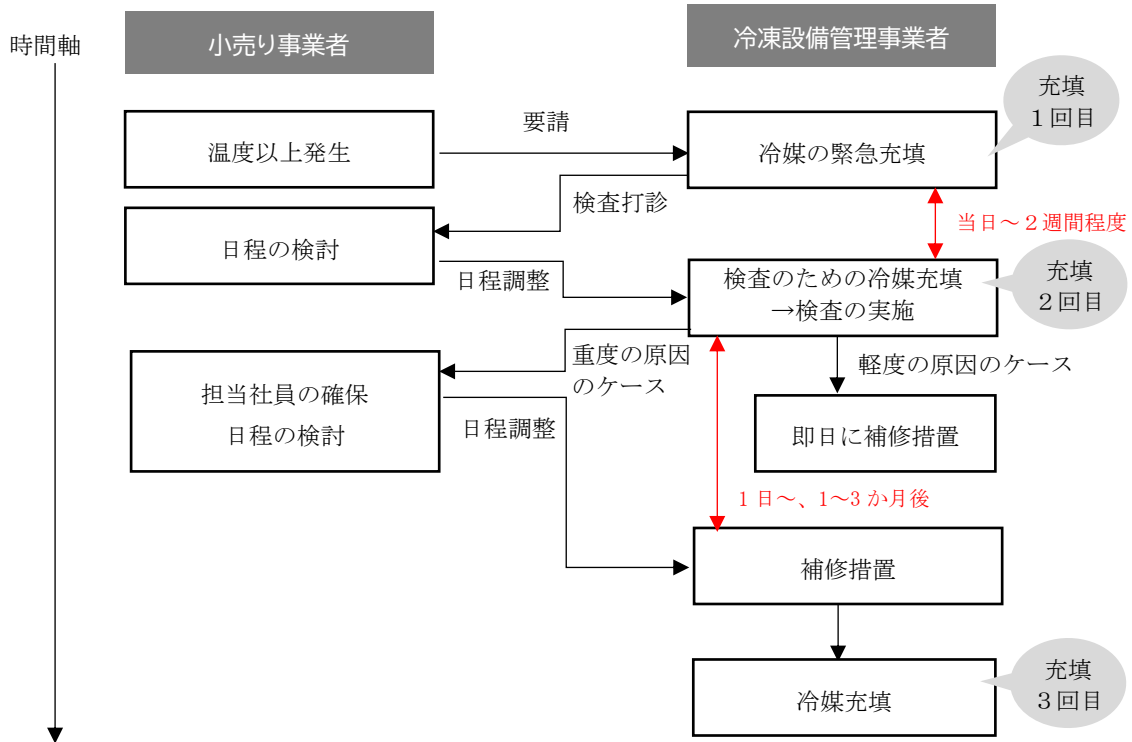 時間軸
小売り事業者
冷凍設備管理事業者
充填
１回目
温度以上発生
要請
冷媒の緊急充填
検査打診
当日～２週間程度
日程の検討
日程調整
検査のための冷媒充填
→検査の実施
充填
２回目
重度の原因
のケース
軽度の原因のケース
担当社員の確保
日程の検討
日程調整
即日に補修措置
1 日～、1～3 か月後
補修措置
冷媒充填
充填
３回目